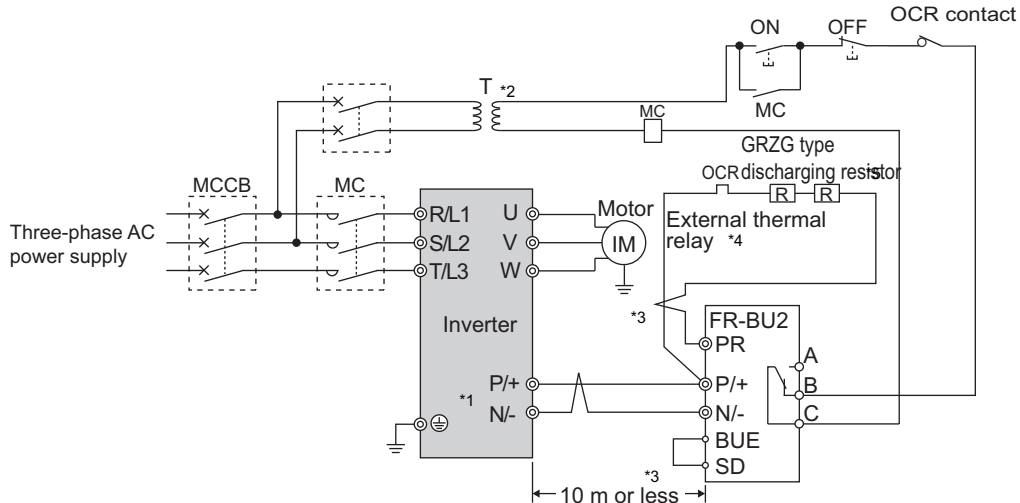 ON
OFF
OCR contact
T *2
MC
MC
GRZG type
OCR discharging resistor
*5
R
R
MCCB
MC
External thermal
relay *4
Three-phase AC
power supply
R/L1
S/L2
T/L3
U
V
W
Motor
IM
Inverter
*3
FR-BU2
PR
A
P/+
*1
N/-
P/+
B
N/-
C
BUE
SD
*3
10 m or less